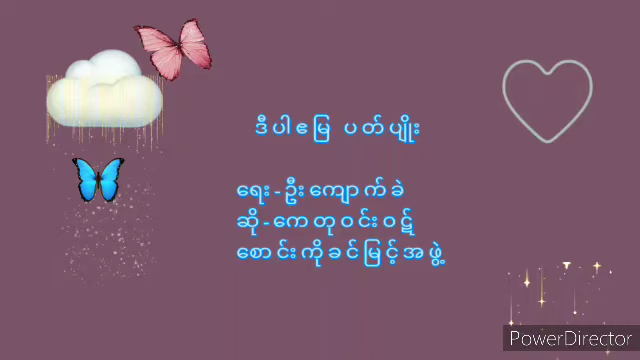 ဒီပါဧမြ ပတ်ပျိုး
ရေး-ဦးကျောက်ခဲ
ဆို-ကေတုဝင်းဝဋ်
စောင်းကိုခင်မြင့်အဖွဲ့
PowerDirector